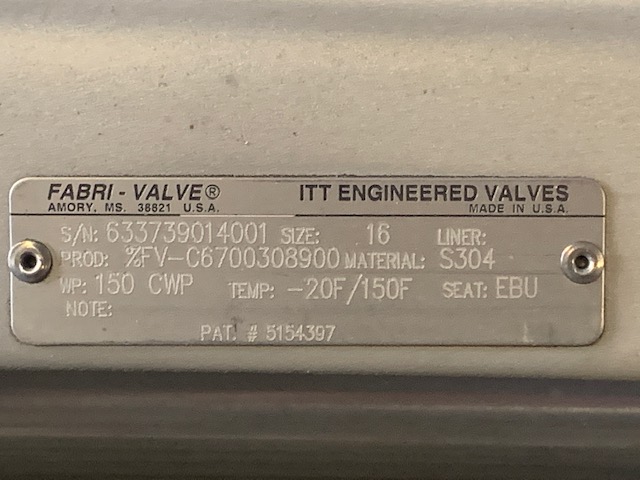 FABRI-VALVE® ITT ENGINEERED VALVES
AMORY, MS. 38821 U.S.A. MADE IN U.S.A.
S/N: 633739014001 SIZE: 16 LINER:
PROD: %FV-C6700308900 MATERIAL: S304
WP: 150 CWP TEMP: -20F/150F SEAT: EBU
NOTE:
PAT. # 5154397